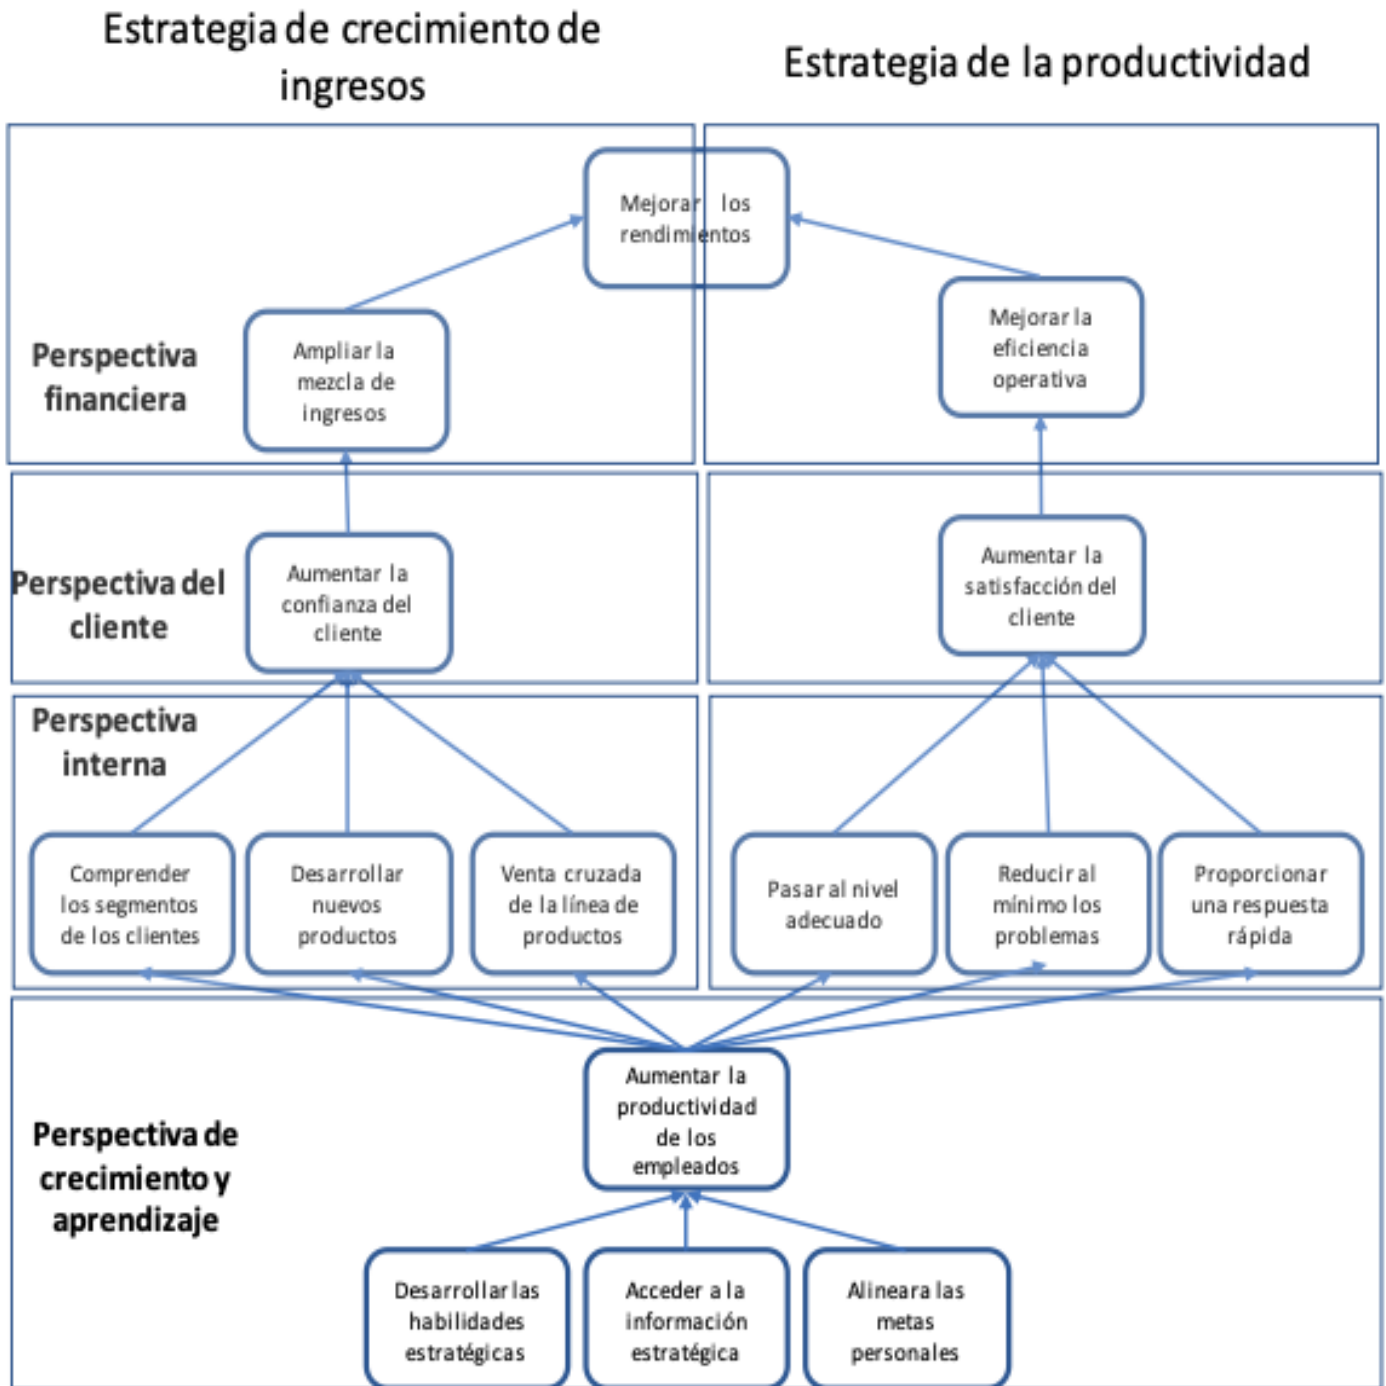 Estrategia de crecimiento de
ingresos
Estrategia de la productividad
Mejorar los
rendimientos
Perspectiva
financiera
Ampliar la
mezcla de
ingresos
Mejorar la
eficiencia
operativa
Perspectiva del
cliente
Aumentar la
confianza del
cliente
Aumentar la
satisfacción del
cliente
Perspectiva
interna
Comprender
los segmentos
de los clientes
Desarrollar
nuevos
productos
Venta cruzada
de la línea de
productos
Pasar al nivel
adecuado
Reducir al
mínimo los
problemas
Proporcionar
una respuesta
rápida
Perspectiva de
crecimiento y
aprendizaje
Aumentar la
productividad
de los
empleados
Desarrollar las
habilidades
estratégicas
Acceder a la
información
estratégica
Alineara las
metas
personales